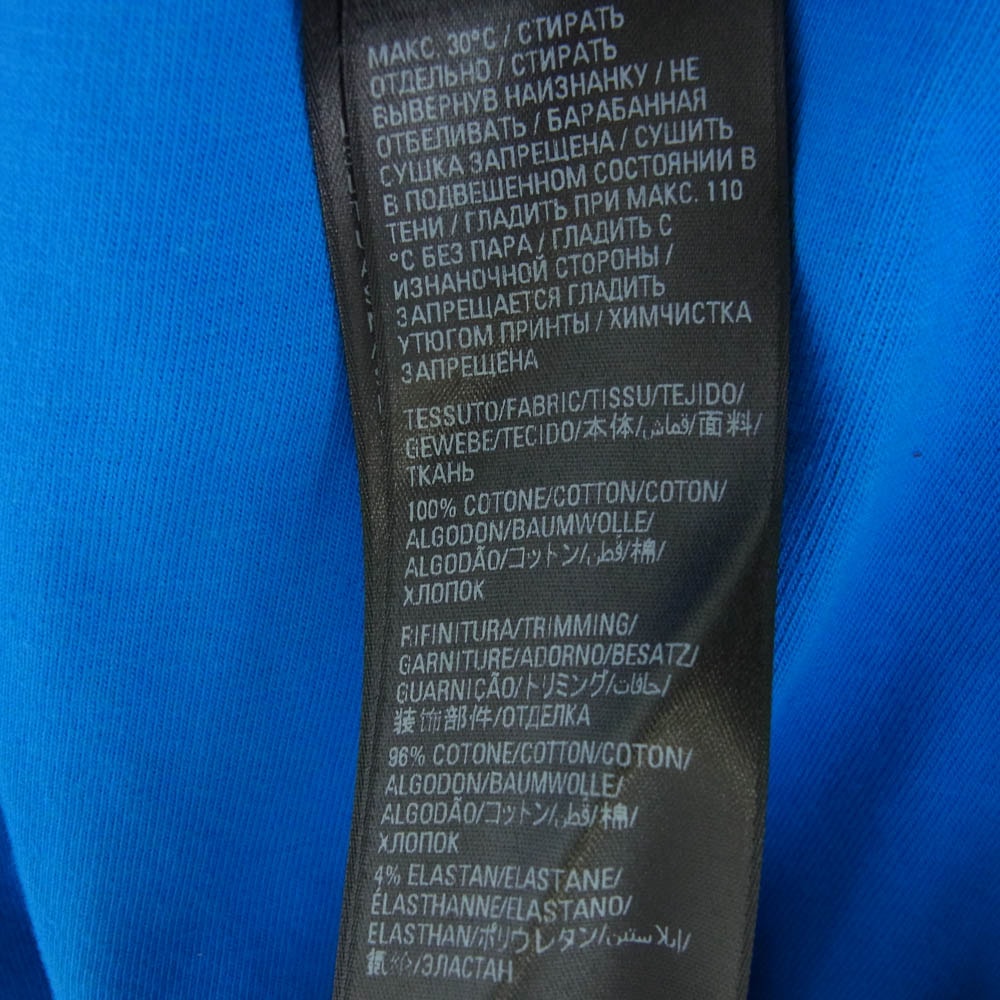 МАКС. 30°C / СТИРАТЬ
ОТДЕЛЬНО / СТИРАТЬ
ВЫВЕРНУВ НАИЗНАНКУ / НЕ
ОТБЕЛИВАТЬ / БАРАБАННАЯ
СУШКА ЗАПРЕЩЕНА / СУШИТЬ
В ПОДВЕШЕННОМ СОСТОЯНИИ В
ТЕНИ / ГЛАДИТЬ ПРИ МАКС. 110
°C БЕЗ ПАРА / ГЛАДИТЬ С
ИЗНАНОЧНОЙ СТОРОНЫ /
ЗАПРЕЩАЕТСЯ ГЛАДИТЬ
УТЮГОМ ПРИНТЫ / ХИМЧИСТКА
ЗАПРЕЩЕНА
TESSUTO/FABRIC/TISSU/TEJIDO/
GEWEBE/TECIDO/本体/قماش/面料/
ТКАНЬ
100% COTONE/COTTON/COTON/
ALGODON/BAUMWOLLE/
ALGODÃO/コットン/قطن/棉/
ХЛОПОК
RIFINITURA/TRIMMING/
GARNITURE/ADORNO/BESATZ/
GUARNIÇÃO/トリミング/حافات/
装饰部件/ОТДЕЛКА
96% COTONE/COTTON/COTON/
ALGODON/BAUMWOLLE/
ALGODÃO/コットン/قطن/棉/
ХЛОПОК
4% ELASTAN/ELASTANE/
ÉLASTHANNE/ELASTANO/
ELASTHAN/ポリウレタン/إيلاستين/
/ЭЛАСТАН